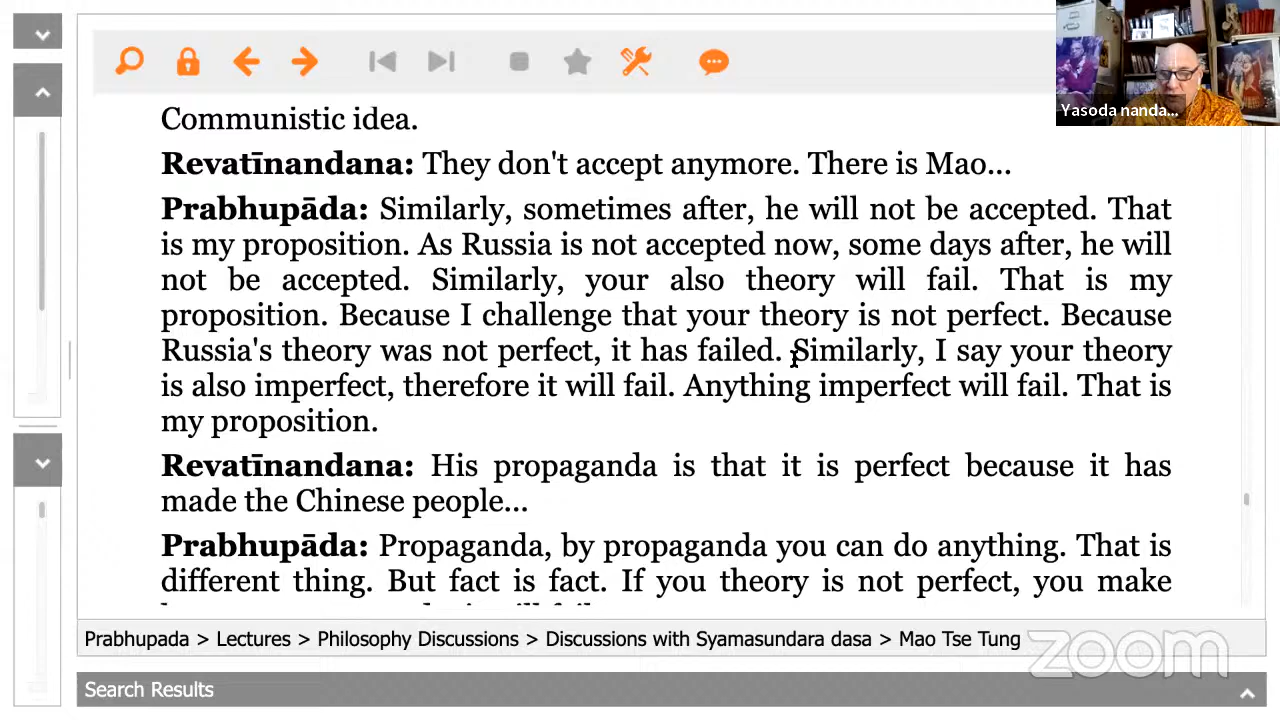 Communistic idea.
Revatīnandana: They don't accept anymore. There is Mao...
Prabhupāda: Similarly, sometimes after, he will not be accepted. That
is my proposition. As Russia is not accepted now, some days after, he will
not be accepted. Similarly, your also theory will fail. That is my
proposition. Because I challenge that your theory is not perfect. Because
Russia's theory was not perfect, it has failed. Similarly, I say your theory
is also imperfect, therefore it will fail. Anything imperfect will fail. That is
my proposition.
Revatīnandana: His propaganda is that it is perfect because it has
made the Chinese people...
Prabhupāda: Propaganda, by propaganda you can do anything. That is
different thing. But fact is fact. If you theory is not perfect, you make
Prabhupada > Lectures > Philosophy Discussions > Discussions with Syamasundara dasa > Mao Tse Tung
Search Results
Yasoda nanda...
zoom